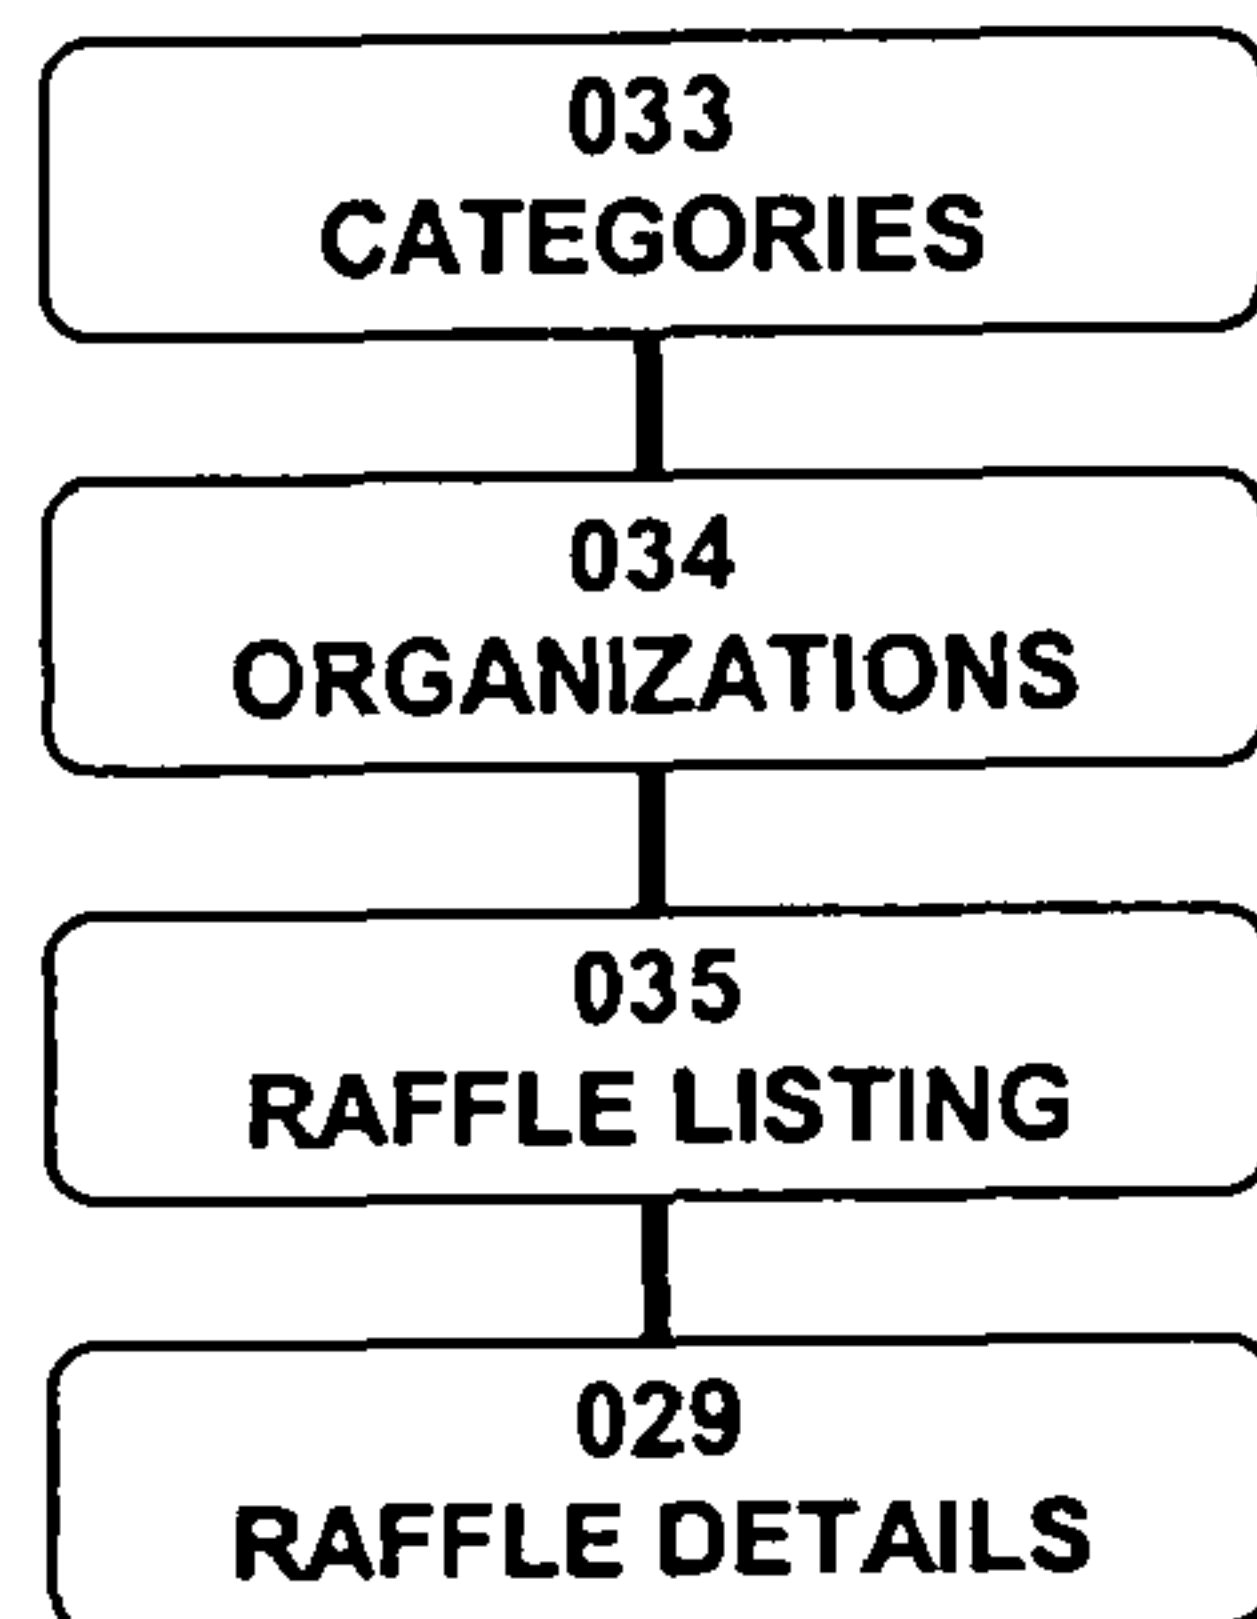 033
CATEGORIES
034
ORGANIZATIONS
035
RAFFLE LISTING
029
RAFFLE DETAILS